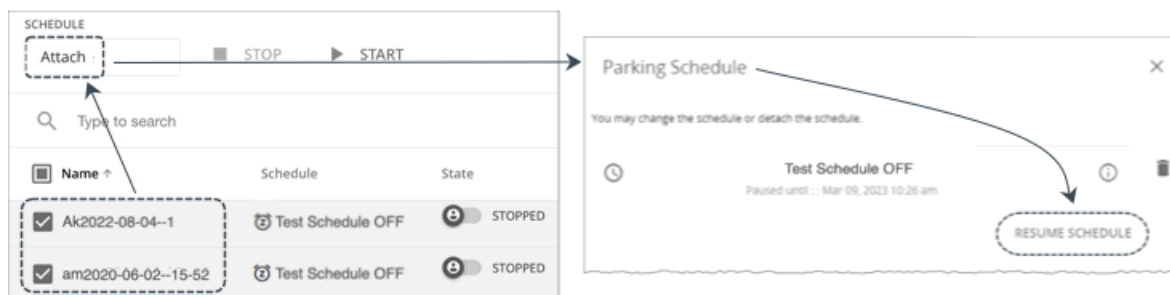 SCHEDULE
Attach
STOP
START
Type to search
Name ↑ Schedule State
Ak2022-08-04--1 Test Schedule OFF STOPPED
am2020-06-02--15-52 Test Schedule OFF STOPPED
Parking Schedule
You may change the schedule or detach the schedule.
Test Schedule OFF
Paused until : : Mar 09, 2023 10:26 am
RESUME SCHEDULE